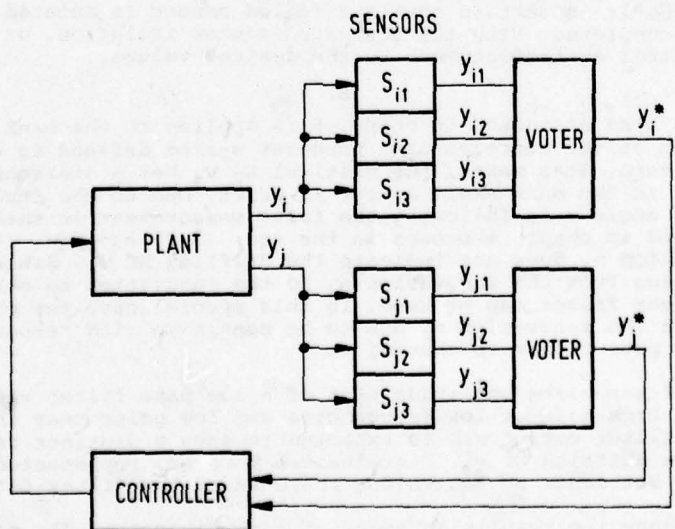 SENSORS
S_i1 y_i1
S_i2 y_i2 VOTER y_i*
S_i3 y_i3
y_i
PLANT
y_j
S_j1 y_j1
S_j2 y_j2 VOTER y_j*
S_j3 y_j3
CONTROLLER